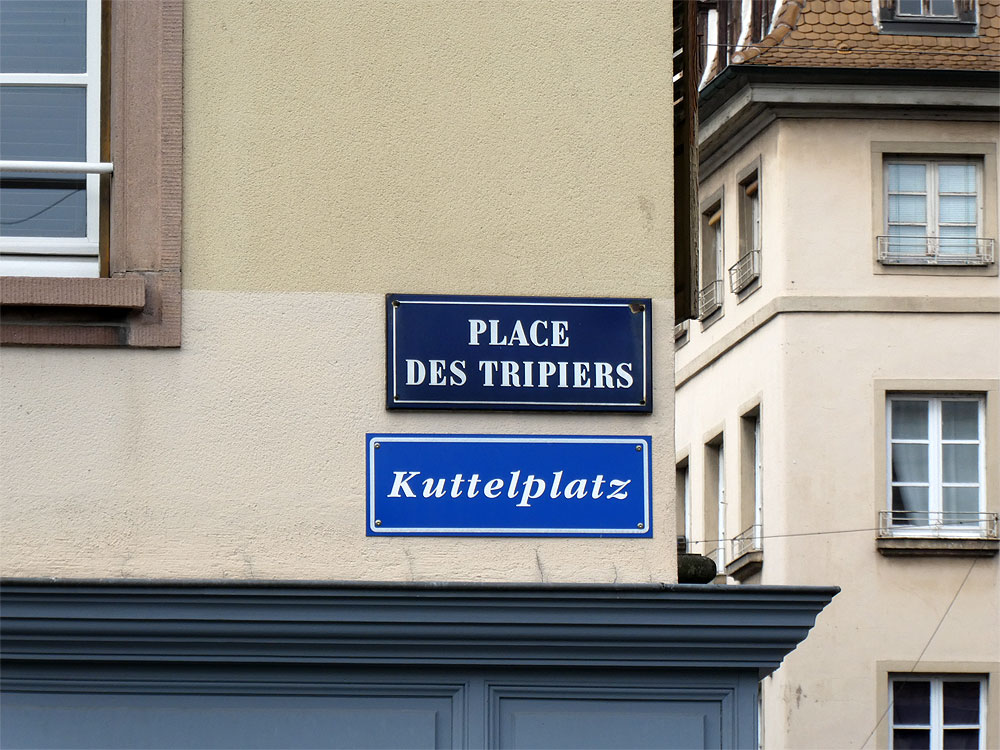 PLACE
DES TRIPIERS
Kuttelplatz